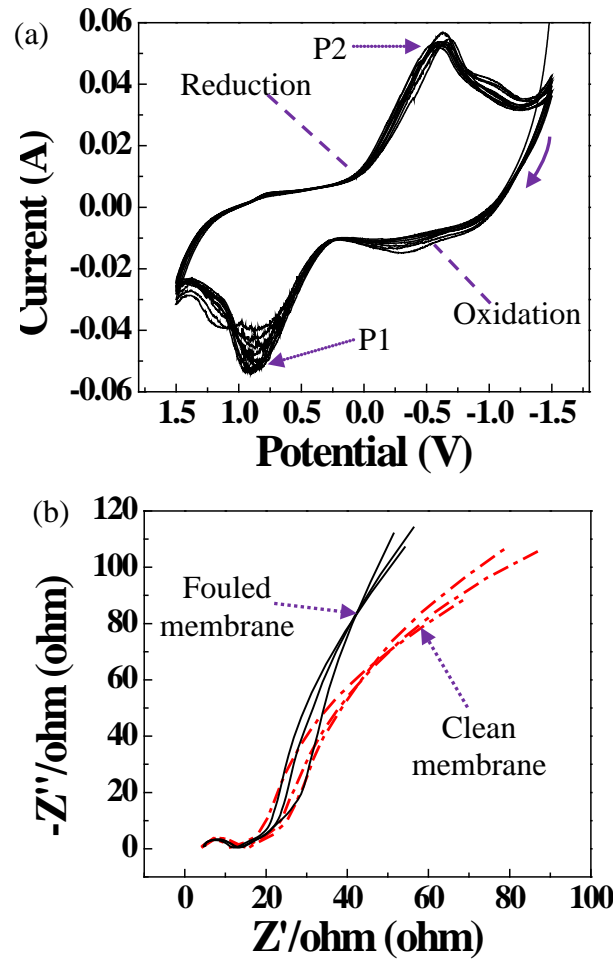 (a)
0.06
0.04
0.02
0.00
-0.02
-0.04
-0.06
Current (A)
P2
Reduction
Oxidation
P1
1.5 1.0 0.5 0.0 -0.5 -1.0 -1.5
Potential (V)
(b)
120
100
80
60
40
20
0
-Z''/ohm (ohm)
Fouled
membrane
Clean
membrane
0 20 40 60 80 100
Z'/ohm (ohm)